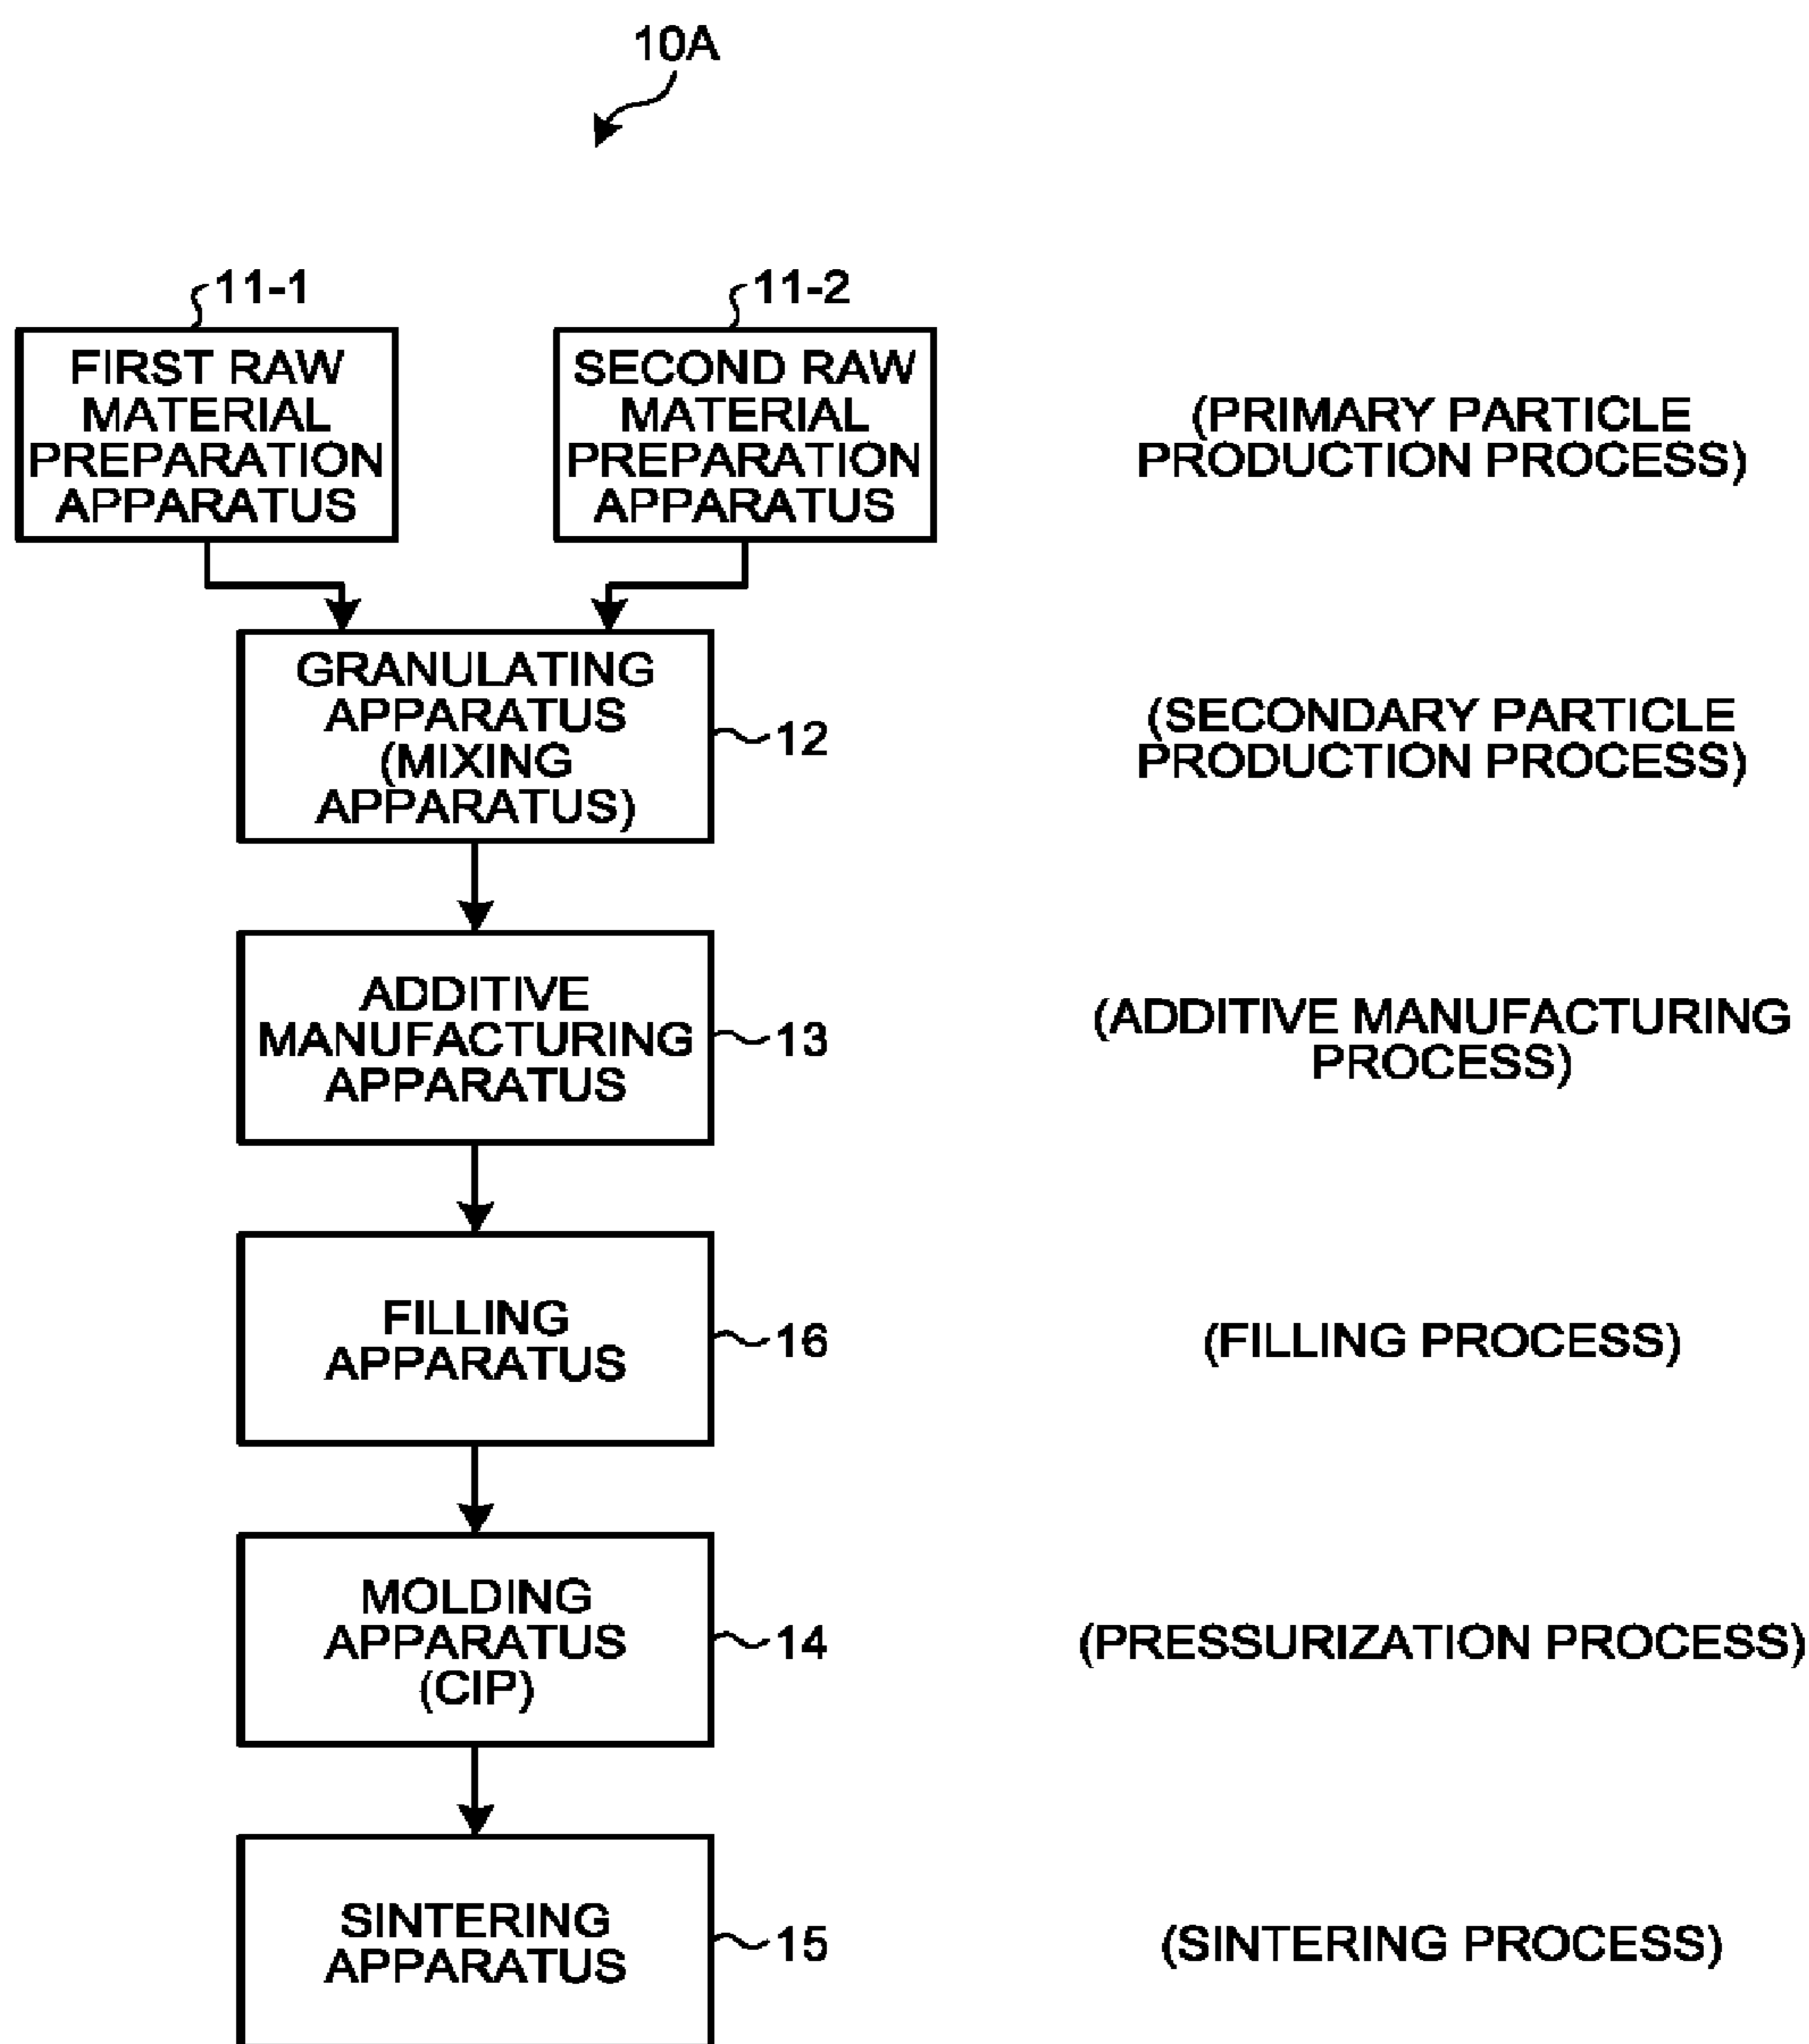 10A
11-1
11-2
FIRST RAW
MATERIAL
PREPARATION
APPARATUS
SECOND RAW
MATERIAL
PREPARATION
APPARATUS
(PRIMARY PARTICLE
PRODUCTION PROCESS)
GRANULATING
APPARATUS
(MIXING
APPARATUS)
12
(SECONDARY PARTICLE
PRODUCTION PROCESS)
ADDITIVE
MANUFACTURING
APPARATUS
13
(ADDITIVE MANUFACTURING
PROCESS)
FILLING
APPARATUS
16
(FILLING PROCESS)
MOLDING
APPARATUS
(CIP)
14
(PRESSURIZATION PROCESS)
SINTERING
APPARATUS
15
(SINTERING PROCESS)